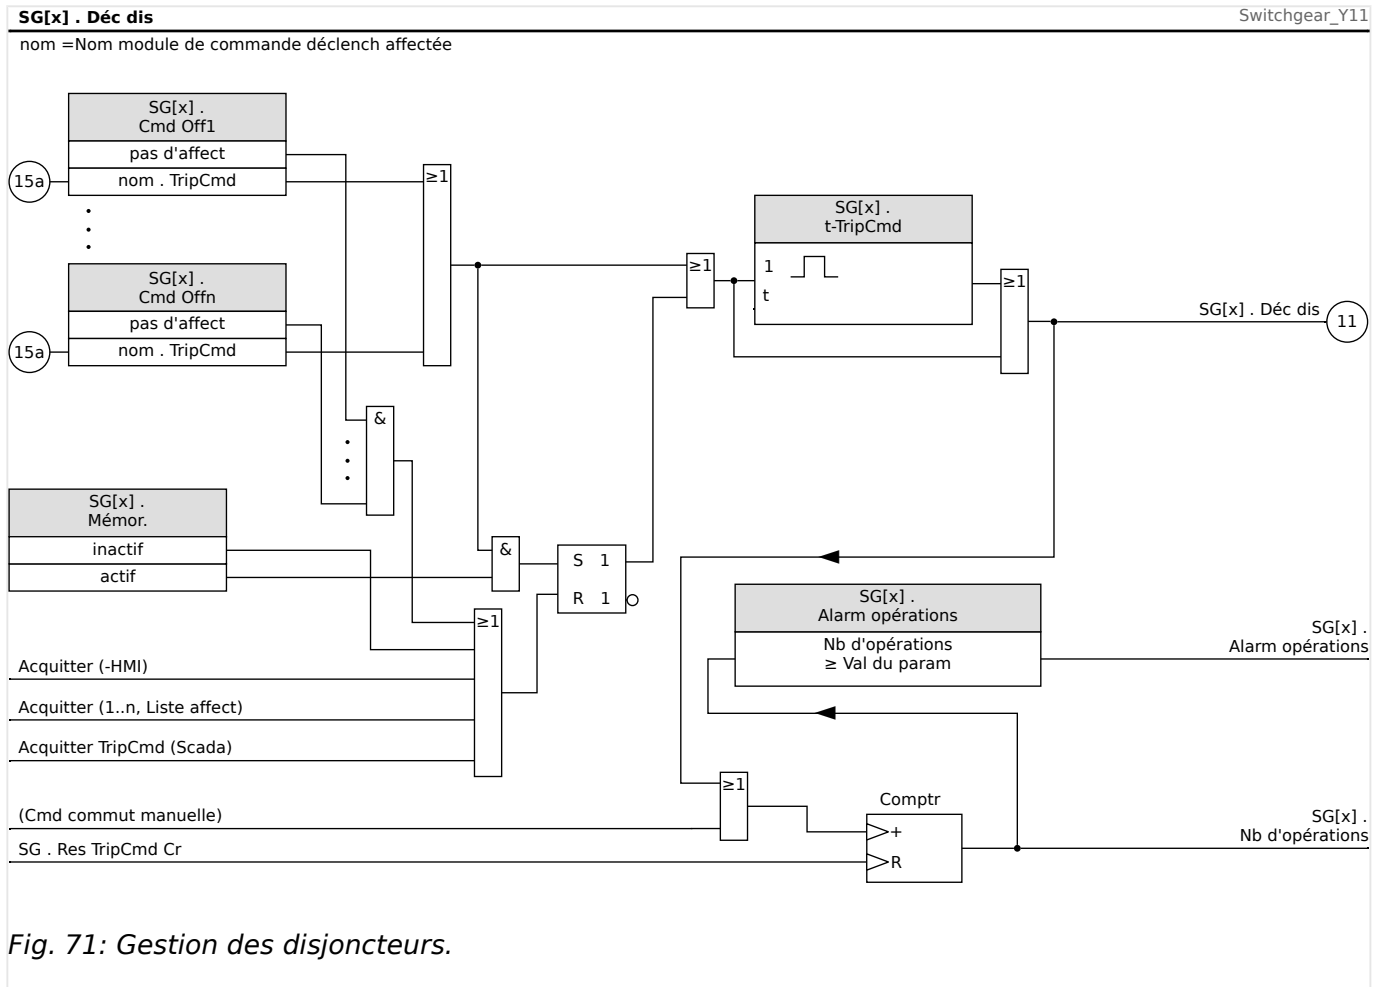 SG[x] . Déc dis
Switchgear_Y11
nom =Nom module de commande déclench affectée
SG[x] .
Cmd Off1
pas d'affect
15a
nom . TripCmd
≥1
SG[x] .
t-TripCmd
1
t
SG[x] .
Cmd Offn
pas d'affect
15a
nom . TripCmd
≥1
≥1
SG[x] . Déc dis
11
&
SG[x] .
Mémor.
inactif
actif
&
S 1
R 1
≥1
Acquitter (-HMI)
Acquitter (1..n, Liste affect)
Acquitter TripCmd (Scada)
SG[x] .
Alarm opérations
Nb d'opérations
≥ Val du param
SG[x] .
Alarm opérations
≥1
(Cmd commut manuelle)
SG . Res TripCmd Cr
Comptr
+
R
SG[x] .
Nb d'opérations
Fig. 71: Gestion des disjoncteurs.